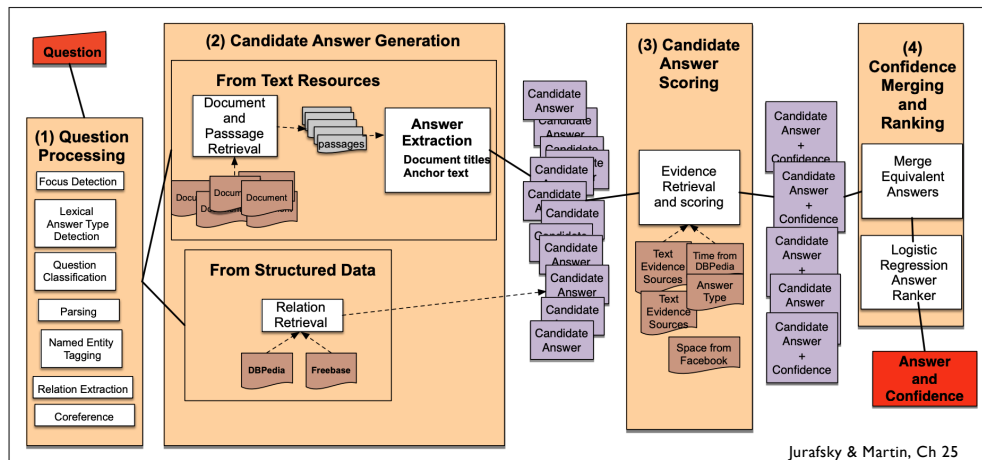 Question
(1) Question
Processing
Focus Detection
Lexical
Answer Type
Detection
Question
Classification
Parsing
Named Entity
Tagging
Relation Extraction
Coreference
(2) Candidate Answer Generation
From Text Resources
Document
and
Passsage
Retrieval
passages
Answer
Extraction
Document titles
Anchor text
Document
Document
From Structured Data
Relation
Retrieval
DBPedia
Freebase
Candidate
Answer
Candidate
Answer
Candidate
Candidate
Answer
Candidate
Candidate
Candidate
Candidate
Answer
Candidate
Candidate
Answer
(3) Candidate
Answer
Scoring
Evidence
Retrieval
and scoring
Text
Evidence
Sources
Time from
DBPedia
Answer
Type
Text
Evidence
Sources
Space from
Facebook
Candidate
Answer
+
Confidence
Candidate
Answer
+
Confidence
Candidate
Answer
+
Candidate
Answer
Candidate
Answer
+
Confidence
(4)
Confidence
Merging
and
Ranking
Merge
Equivalent
Answers
Logistic
Regression
Answer
Ranker
Answer
and
Confidence
Jurafsky & Martin, Ch 25